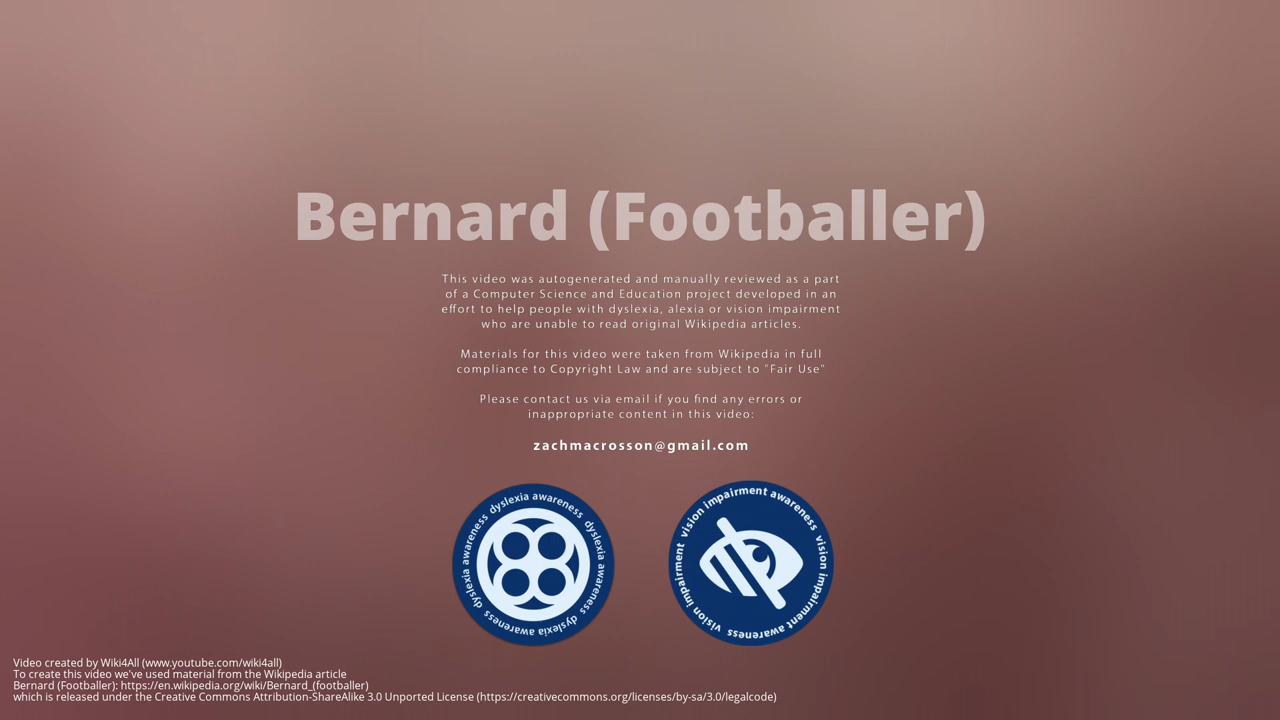 Bernard (Footballer)
This video was autogenerated and manually reviewed as a part
of a Computer Science and Education project developed in an
effort to help people with dyslexia, alexia or vision impairment
who are unable to read original Wikipedia articles.
Materials for this video were taken from Wikipedia in full
compliance to Copyright Law and are subject to "Fair Use"
Please contact us via email if you find any errors or
inappropriate content in this video:
zachmacrosson@gmail.com
dyslexia awareness dyslexia awareness dyslexia awareness dyslexia awareness
vision impairment awareness vision impairment awareness vision impairment
Video created by Wiki4All (www.youtube.com/wiki4all)
To create this video we've used material from the Wikipedia article
Bernard (Footballer): https://en.wikipedia.org/wiki/Bernard_(footballer)
which is released under the Creative Commons Attribution-ShareAlike 3.0 Unported License (https://creativecommons.org/licenses/by-sa/3.0/legalcode)